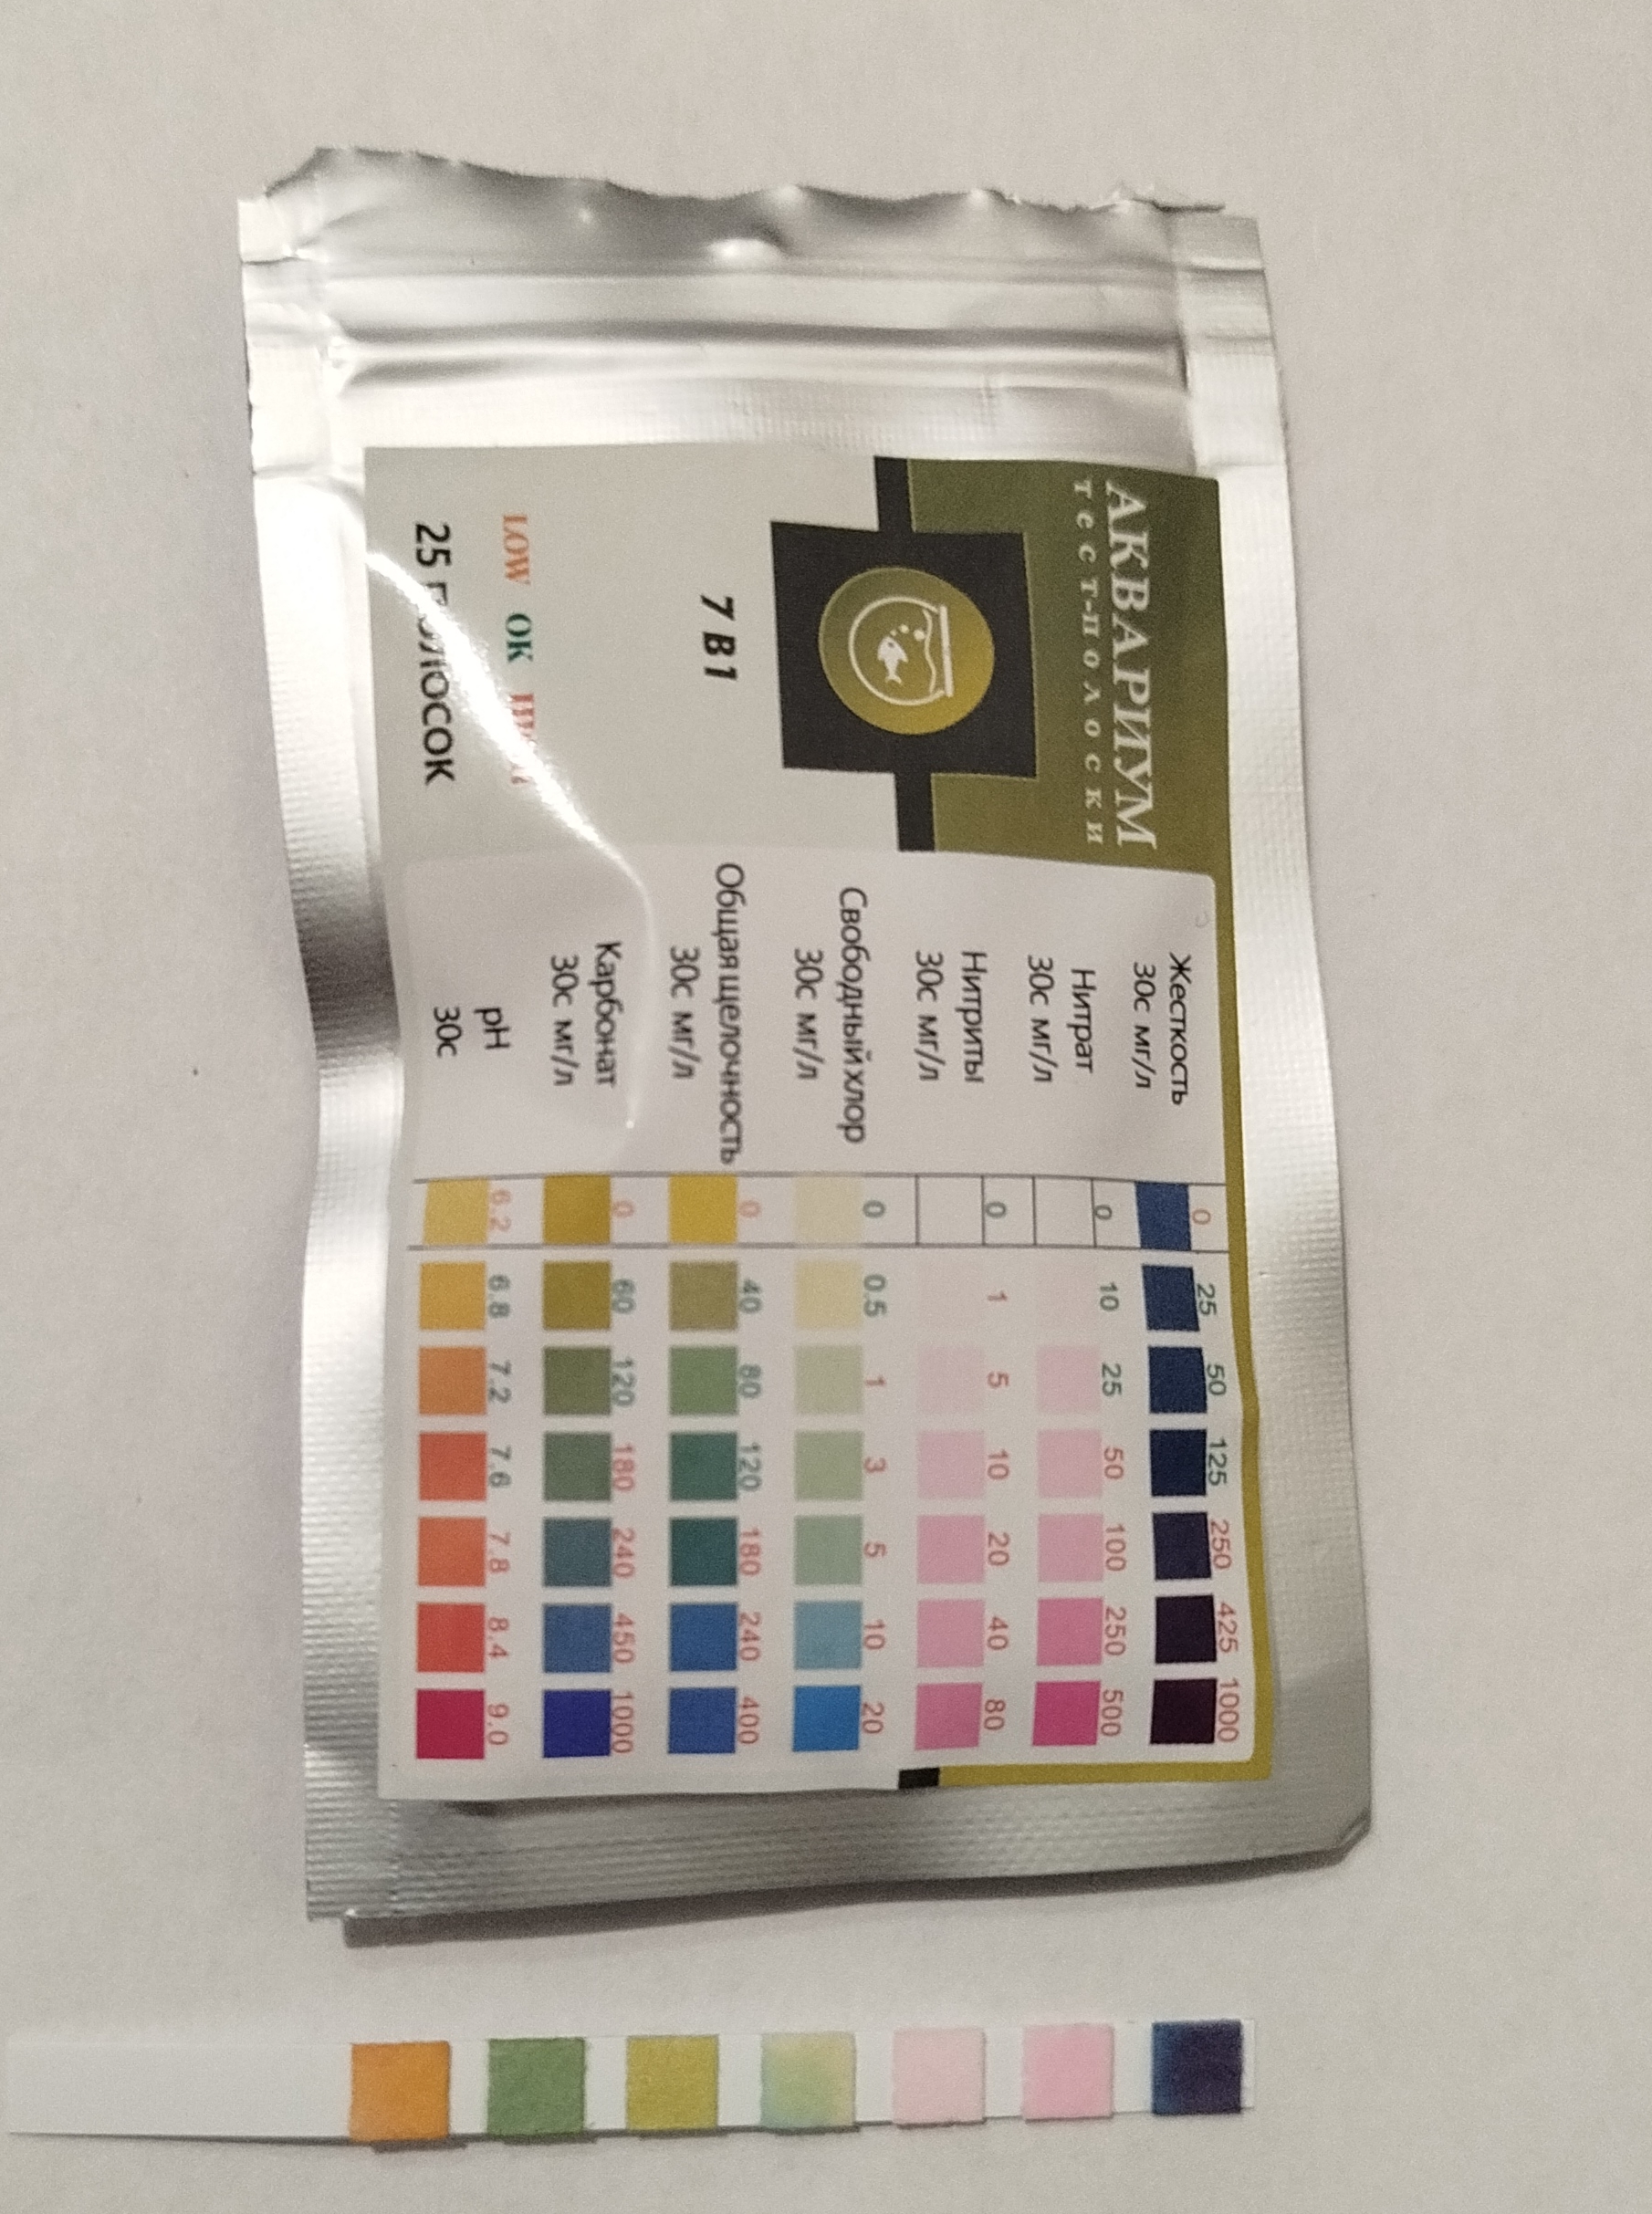 АКВАРИУМ
тест-полоски
7 В 1
LOW OK
25 полосок
Жесткость
30с мг/л
0 25 50 125 250 425 1000
Нитрат
30с мг/л
0 10 25 50 100 250 500
Нитриты
30с мг/л
0 1 5 10 20 40 80
Свободный хлор
30с мг/л
0 0.5 1 3 5 10 20
Общая щелочность
30с мг/л
0 40 80 120 180 240 400
Карбонат
30с мг/л
0 60 120 180 240 450 1000
pH
30с
6.2 6.8 7.2 7.6 7.8 8.4 9.0